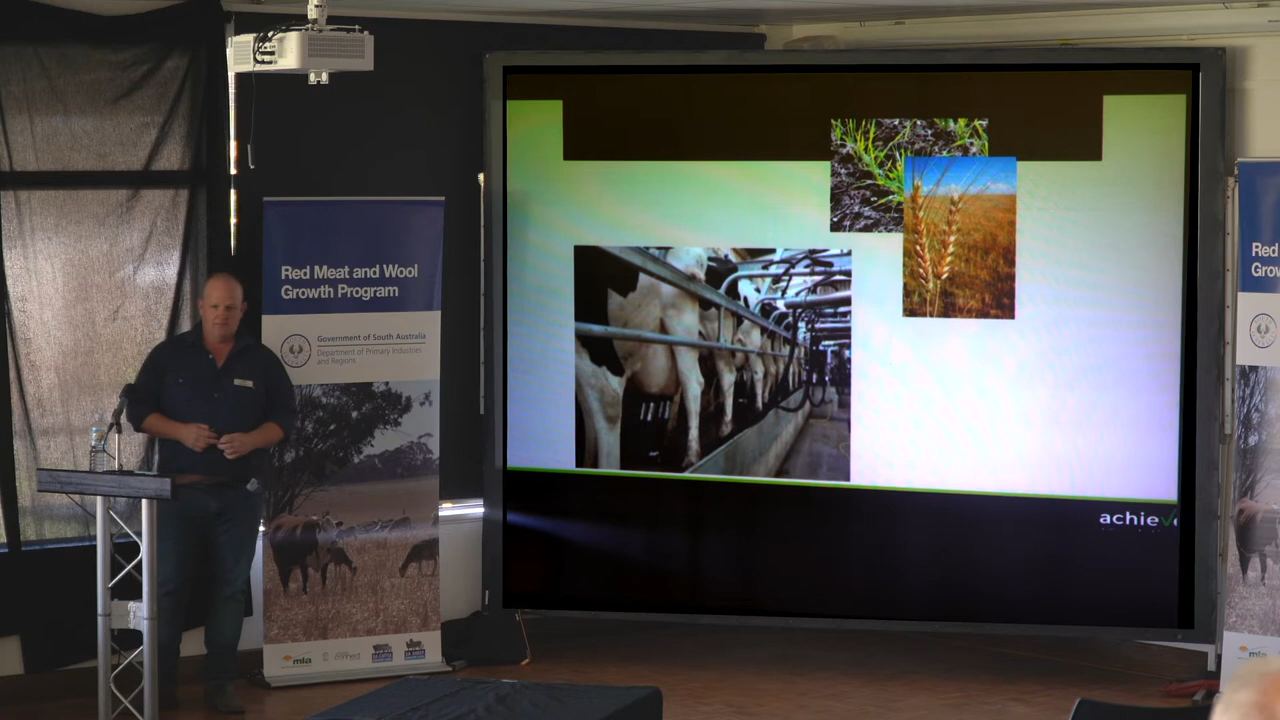 Red Meat and Wool
Growth Program
Government of South Australia
Department of Primary Industries
and Regions
mla
achieve
Red
Grow
mla